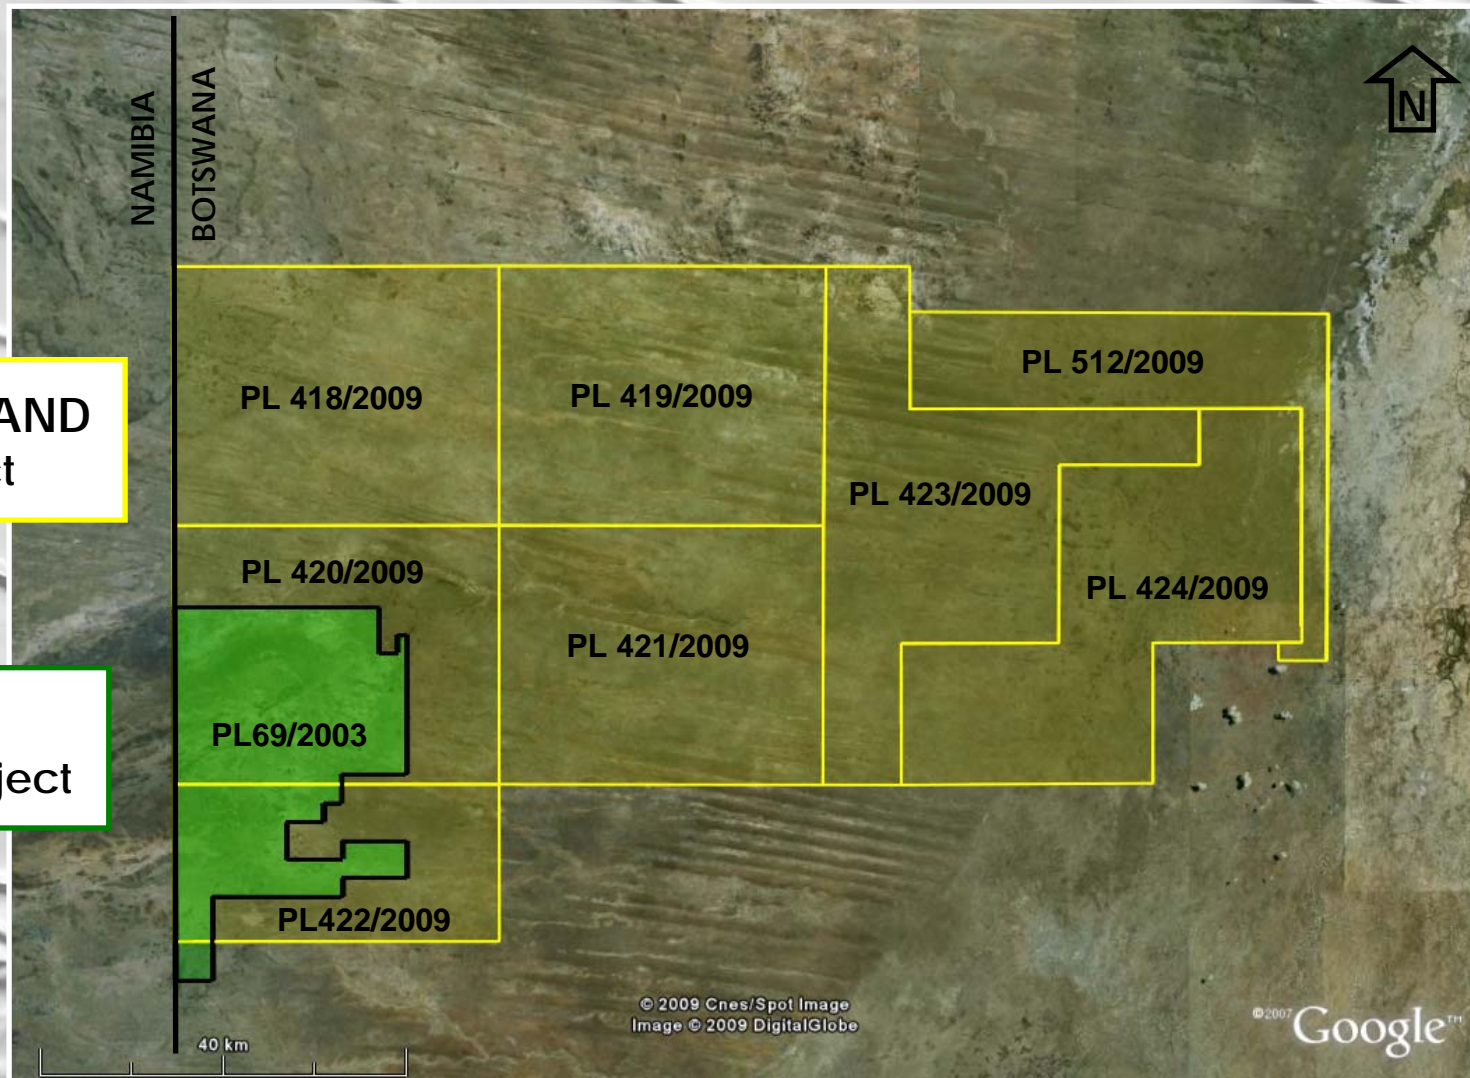 NAMIBIA
BOTSWANA
N
PL 512/2009
PL 418/2009
PL 419/2009
AND
ct
PL 423/2009
PL 420/2009
PL 424/2009
PL 421/2009
PL69/2003
ject
PL422/2009
© 2009 Cnes/Spot Image
Image © 2009 DigitalGlobe
©2007 Google™
40 km